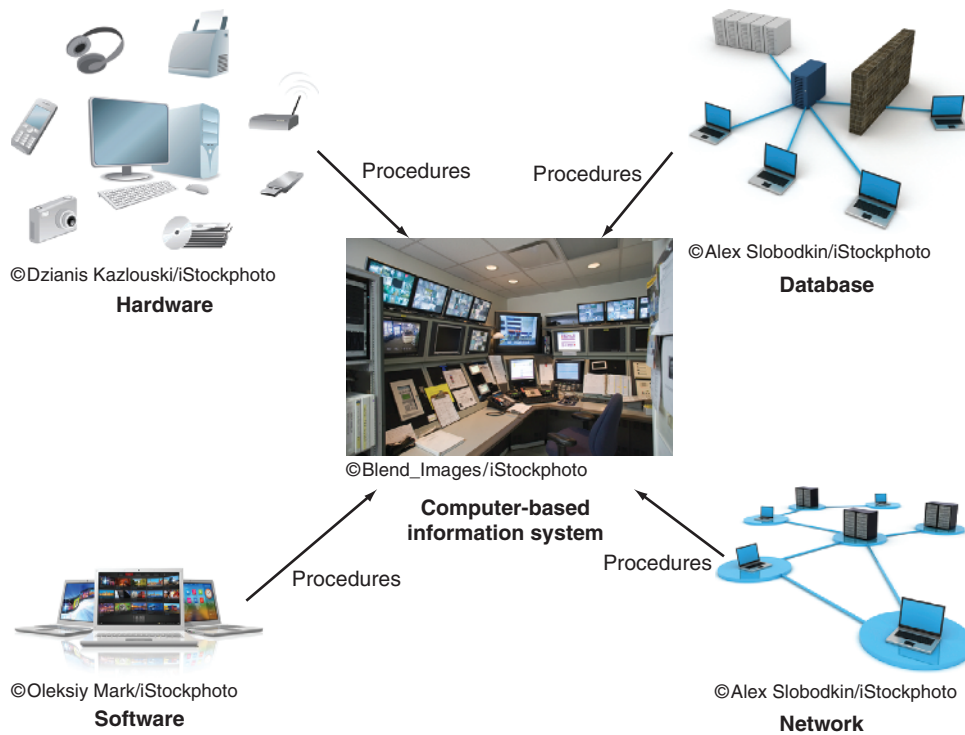 Procedures
Procedures
©Dzianis Kazlouski/iStockphoto
Hardware
©Alex Slobodkin/iStockphoto
Database
©Blend_Images/iStockphoto
Computer-based
information system
Procedures
Procedures
©Oleksiy Mark/iStockphoto
Software
©Alex Slobodkin/iStockphoto
Network